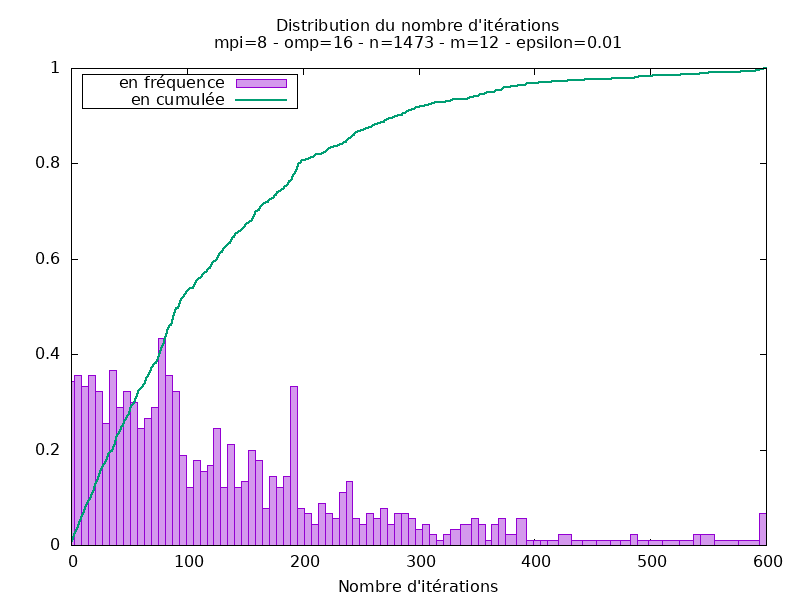 Distribution du nombre d'itérations
mpi=8 - omp=16 - n=1473 - m=12 - epsilon=0.01
en fréquence
en cumulée
1
0.8
0.6
0.4
0.2
0
0 100 200 300 400 500 600
Nombre d'itérations